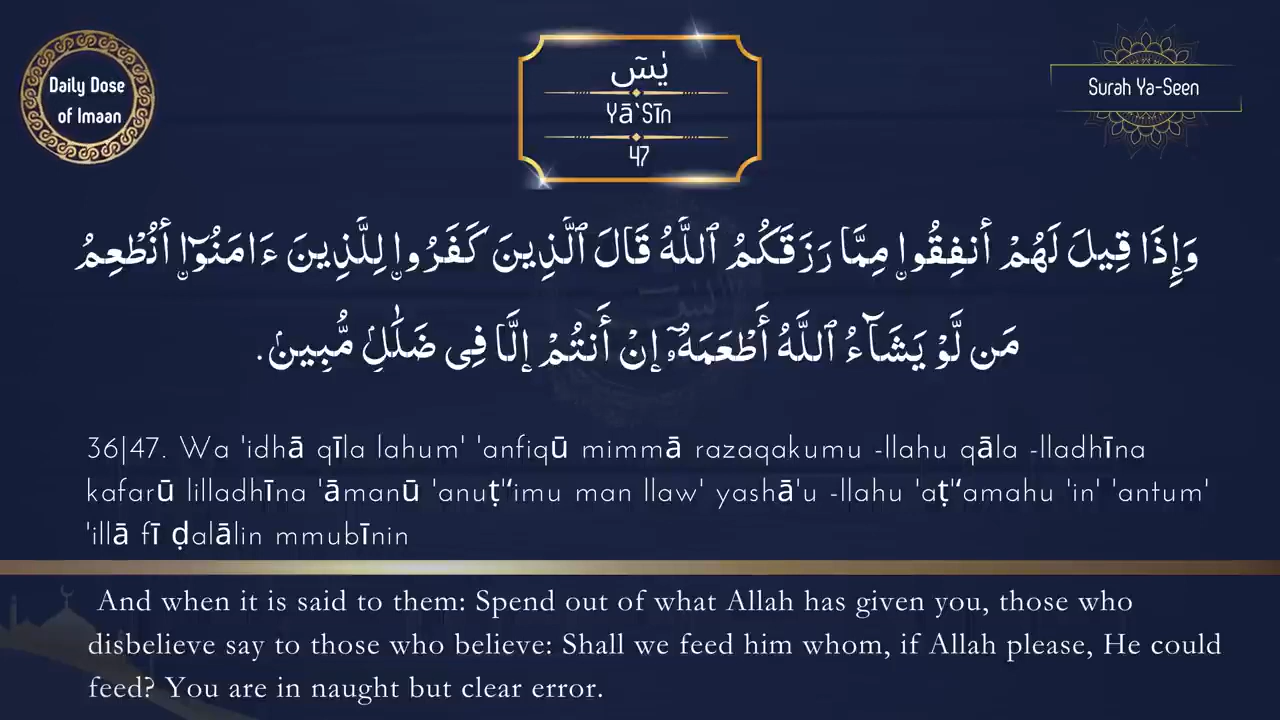 Daily Dose
of Imaan
يٰسٓ
Yā`Sīn
47
Surah Ya-Seen
وَإِذَا قِيلَ لَهُمْ أَنفِقُوا۟ مِمَّا رَزَقَكُمُ ٱللَّهُ قَالَ ٱلَّذِينَ كَفَرُوا۟ لِلَّذِينَ ءَامَنُوٓا۟ أَنُطْعِمُ
مَن لَّوْ يَشَآءُ ٱللَّهُ أَطْعَمَهُۥٓ إِنْ أَنتُمْ إِلَّا فِى ضَلَٰلٍ مُّبِينٍ.
36|47. Wa 'idhā qīla lahum' 'anfiqū mimmā razaqakumu -llahu qāla -lladhīna
kafarū lilladhīna 'āmanū 'anuṭ'‘imu man llaw' yashā'u -llahu 'aṭ'‘amahu 'in' 'antum'
'illā fī ḍalālin mmubīnin
And when it is said to them: Spend out of what Allah has given you, those who
disbelieve say to those who believe: Shall we feed him whom, if Allah please, He could
feed? You are in naught but clear error.